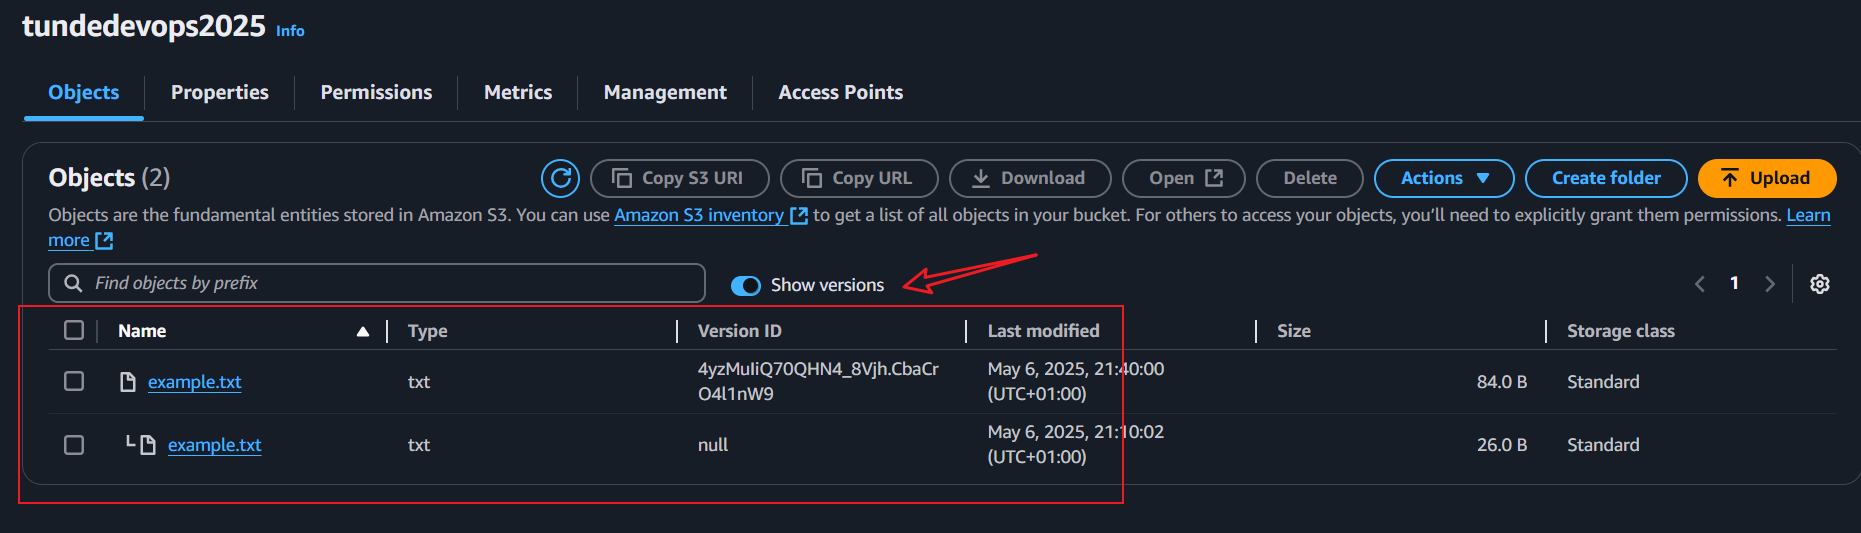 tundedevops2025 Info
Objects Properties Permissions Metrics Management Access Points
Objects (2) Copy S3 URI Copy URL Download Open Delete Actions Create folder Upload
Objects are the fundamental entities stored in Amazon S3. You can use Amazon S3 inventory to get a list of all objects in your bucket. For others to access your objects, you’ll need to explicitly grant them permissions. Learn
more
Find objects by prefix Show versions 1
Name Type Version ID Last modified Size Storage class
example.txt txt 4yzMuIiQ70QHN4_8Vjh.CbaCr May 6, 2025, 21:40:00 84.0 B Standard
O4l1nW9 (UTC+01:00)
example.txt txt null May 6, 2025, 21:10:02 26.0 B Standard
(UTC+01:00)